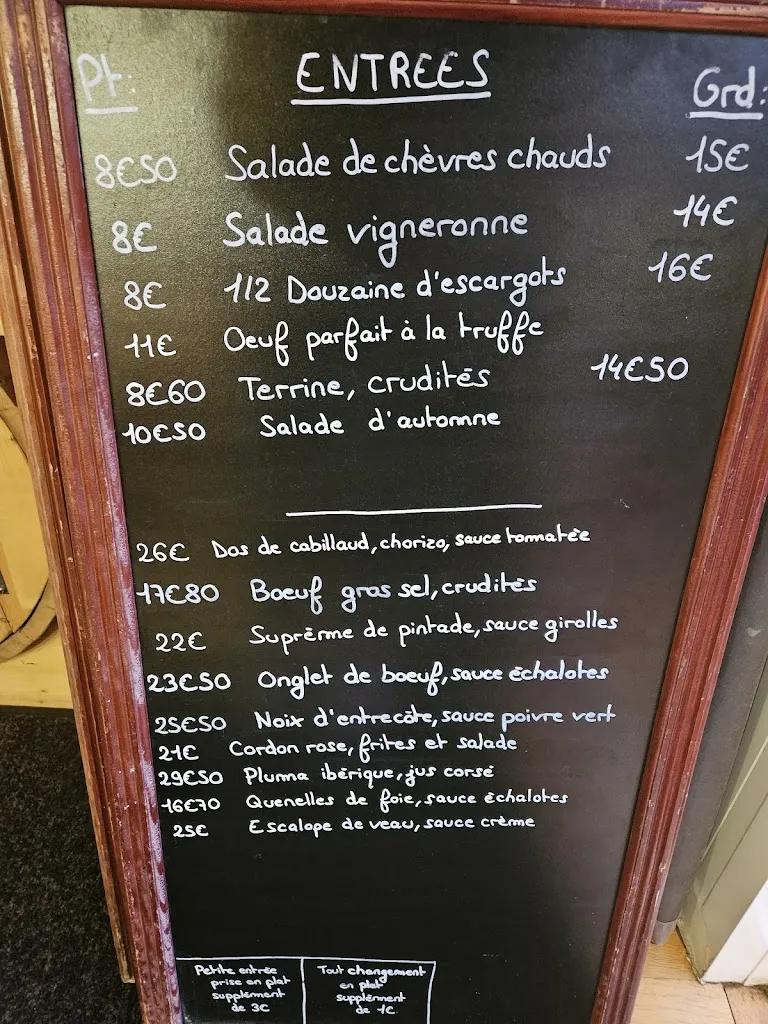 Pt: ENTREES Grd:
8€50 Salade de chèvres chauds 15€
8€ Salade vigneronne 14€
8€ 1/2 Douzaine d'escargots 16€
11€ Oeuf parfait à la truffe
8€60 Terrine, crudités 14€50
10€50 Salade d'automne
26€ Dos de cabillaud, chorizo, sauce tomatée
17€80 Boeuf gros sel, crudités
22€ Suprème de pintade, sauce girolles
23€50 Onglet de boeuf, sauce échalotes
25€50 Noix d'entrecôte, sauce poivre vert
21€ Cordon rose, frites et salade
29€50 Pluma ibérique, jus corsé
16€70 Quenelles de foie, sauce échalotes
25€ Escalope de veau, sauce crème
Petite entrée
prise en plat
supplément
de 3€
Tout changement
en plat
supplément
de 1€